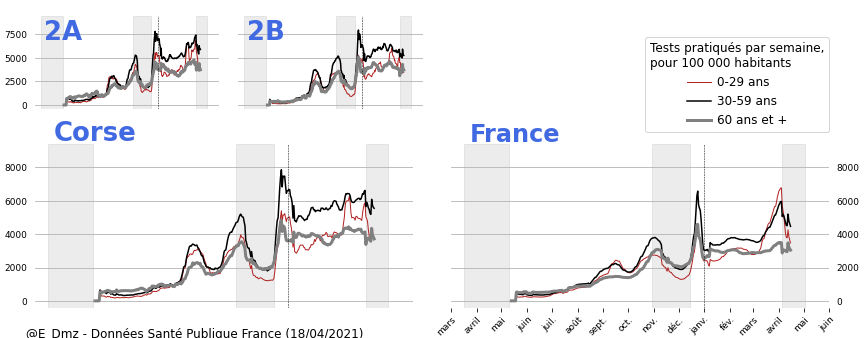 2A
2B
7500
5000
2500
0
Tests pratiqués par semaine,
pour 100 000 habitants
0-29 ans
30-59 ans
60 ans et +
Corse
France
8000
6000
4000
2000
0
8000
6000
4000
2000
0
mars
avril
mai
juin
juil.
août
sept.
oct.
nov.
déc.
janv.
fév.
mars
avril
mai
juin
@E_Dmz - Données Santé Publique France (18/04/2021)